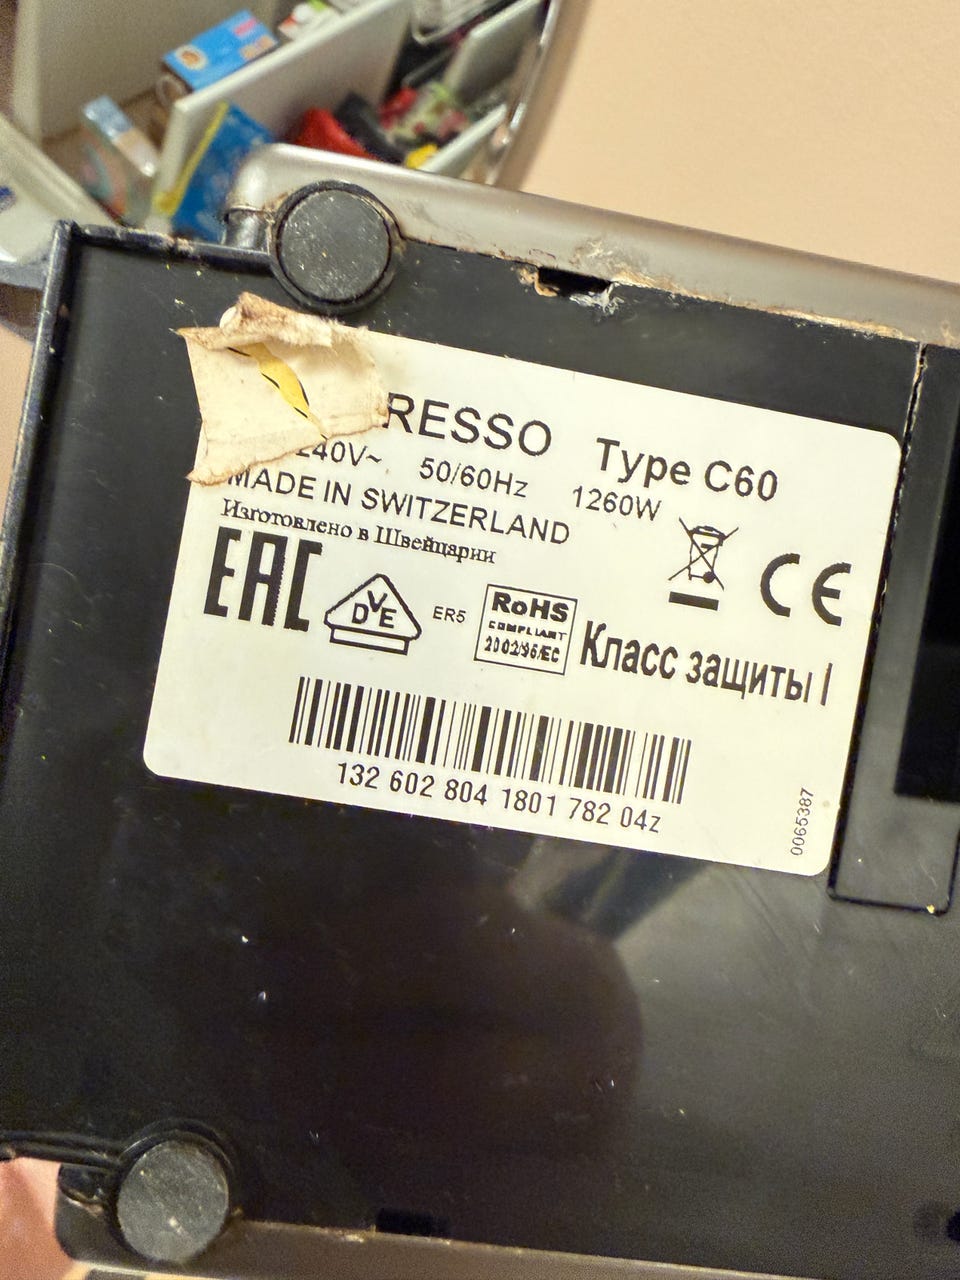 RESSO Type C60
240V~ 50/60Hz 1260W
MADE IN SWITZERLAND
Изготовлено в Швейцарии
EAC
DVE
ER5
RoHS
COMPLIANT
2002/95/EC
CE
Класс защиты I
132 602 804 1801 782 04z
0065387